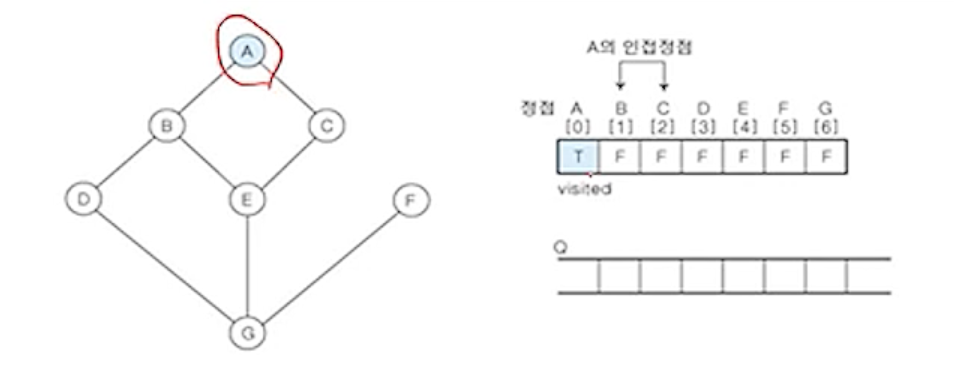 A
B
C
D
E
F
G
A의 인접정점
정점 A B C D E F G
[0] [1] [2] [3] [4] [5] [6]
T F F F F F F
visited
Q